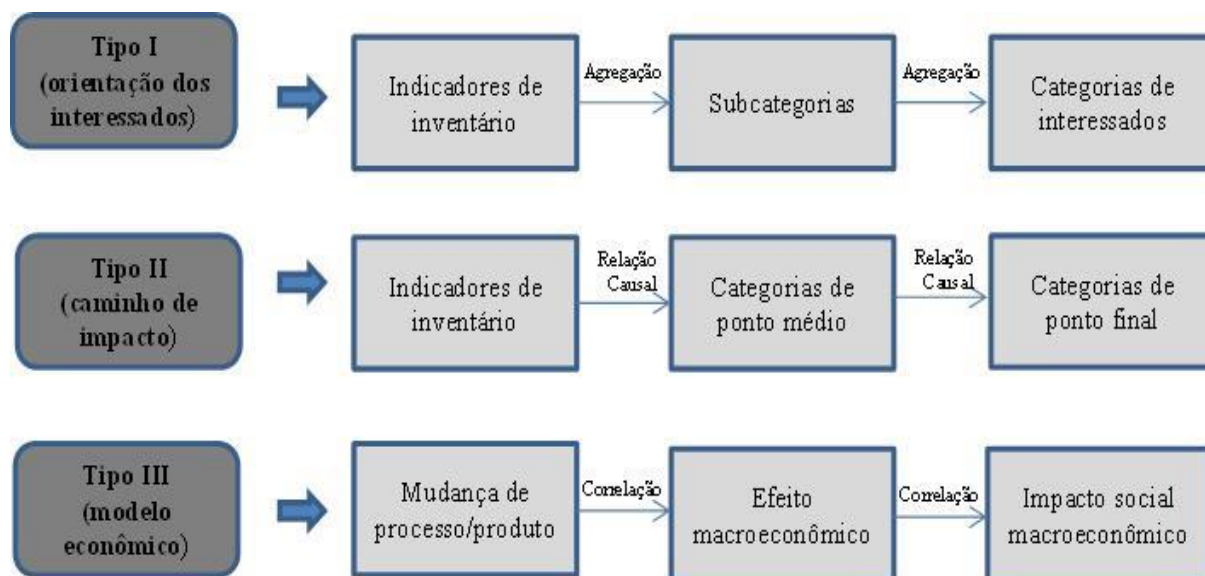 Tipo I
(orientação dos
interessados)
Indicadores de
inventário
Agregação
Subcategorias
Agregação
Categorias de
interessados
Tipo II
(caminho de
impacto)
Indicadores de
inventário
Relação
Causal
Categorias de
ponto médio
Relação
Causal
Categorias de
ponto final
Tipo III
(modelo
econômico)
Mudança de
processo/produto
Correlação
Efeito
macroeconômico
Correlação
Impacto social
macroeconômico